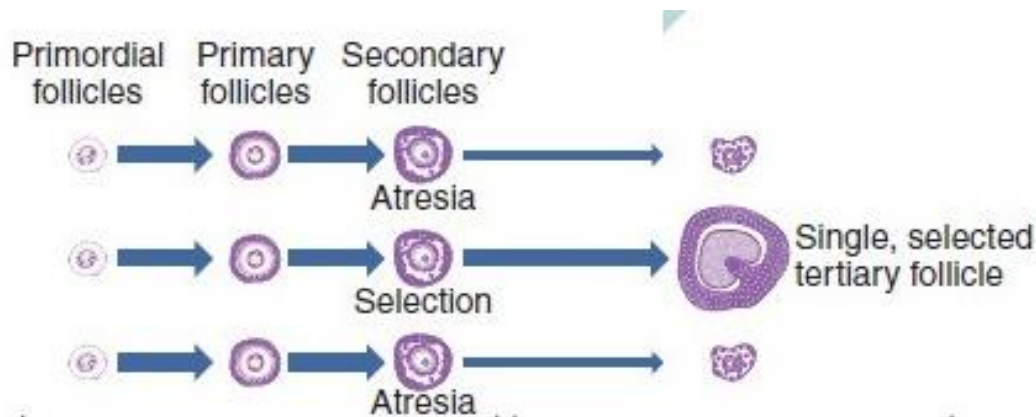 Primordial follicles
Primary follicles
Secondary follicles
Atresia
Selection
Single, selected
tertiary follicle
Atresia